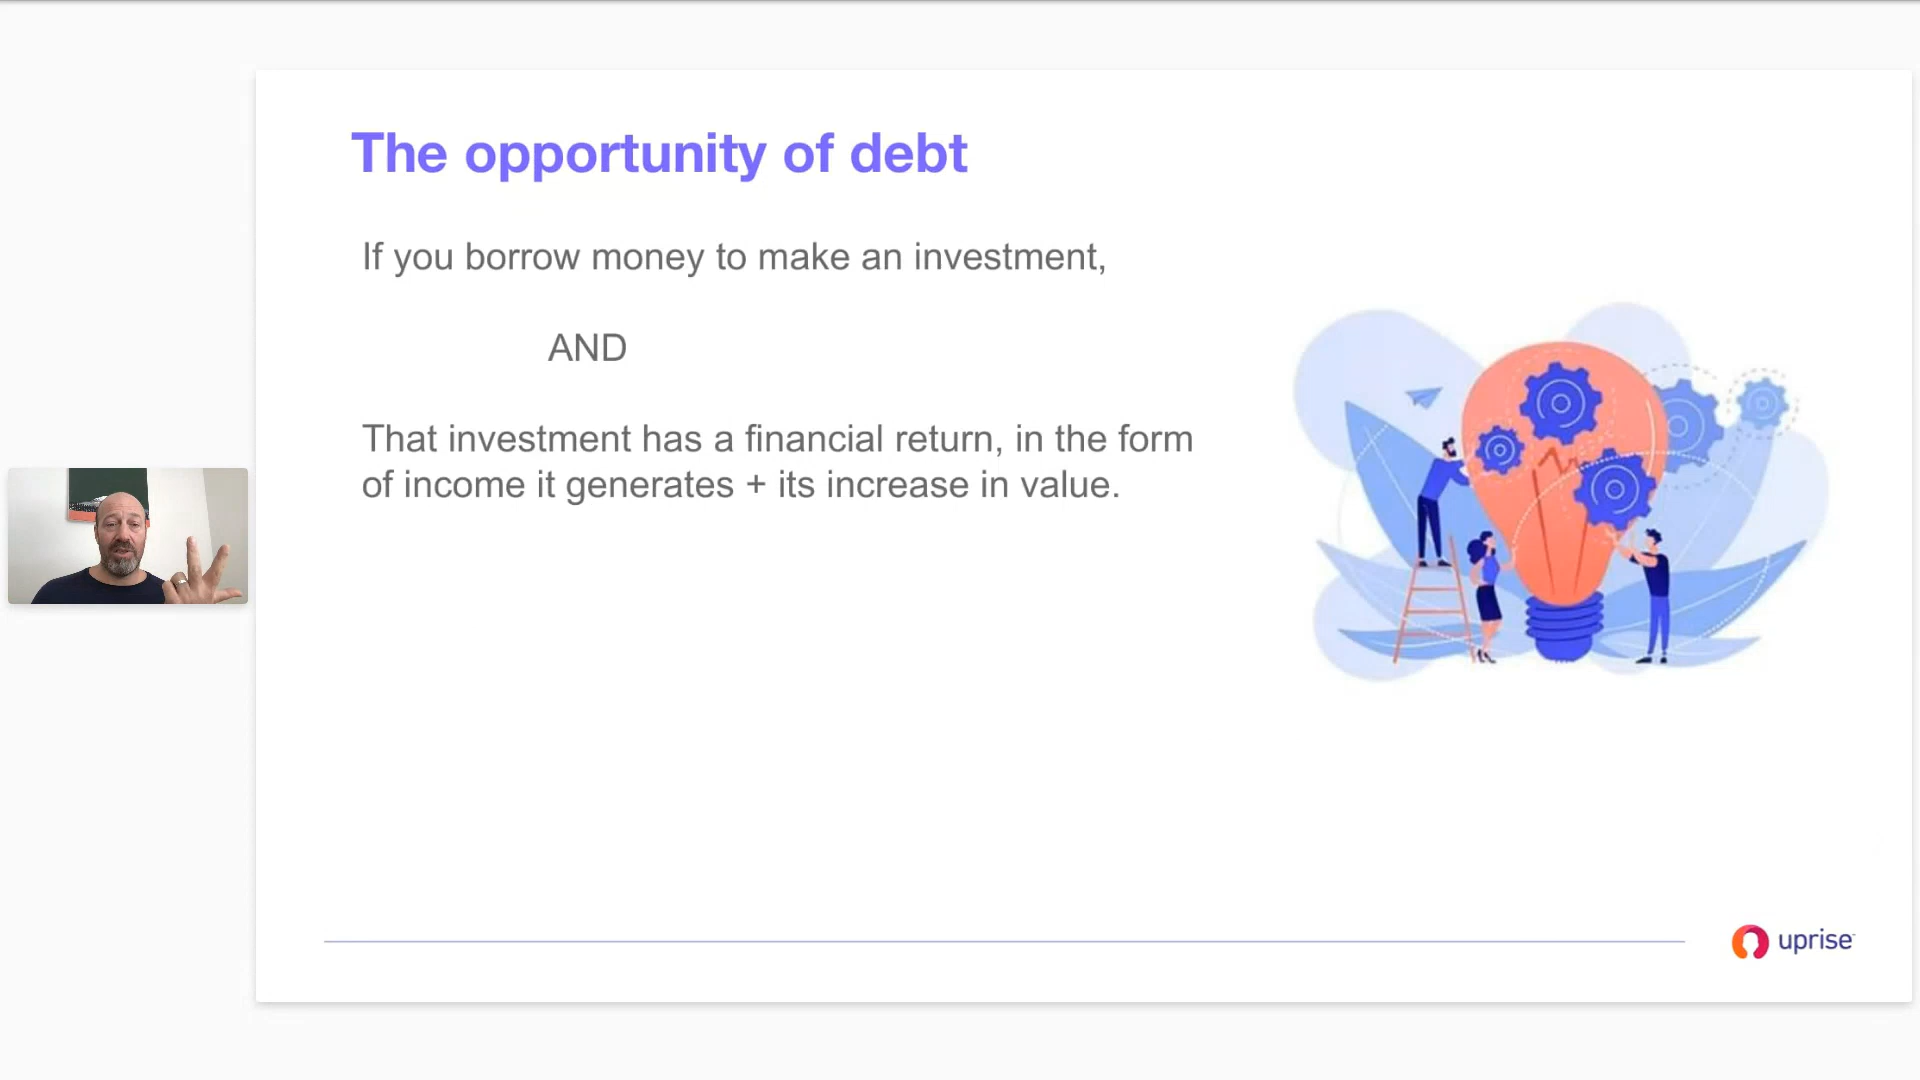 The opportunity of debt
If you borrow money to make an investment,
AND
That investment has a financial return, in the form
of income it generates + its increase in value.
uprise